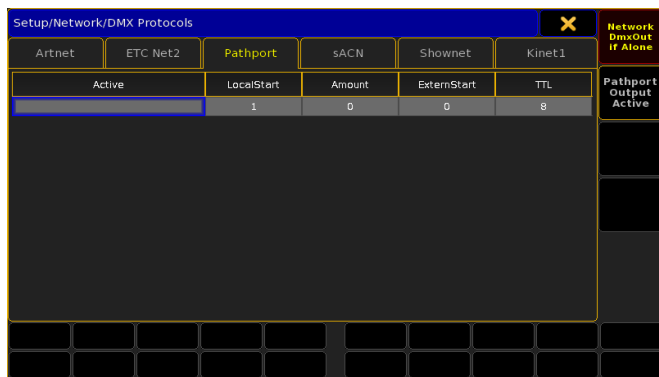 Setup/Network/DMX Protocols
Network
DmxOut
if Alone
Artnet ETC Net2 Pathport sACN Shownet Kinet1
Pathport
Output
Active
Active LocalStart Amount ExternStart TTL
1 0 0 8